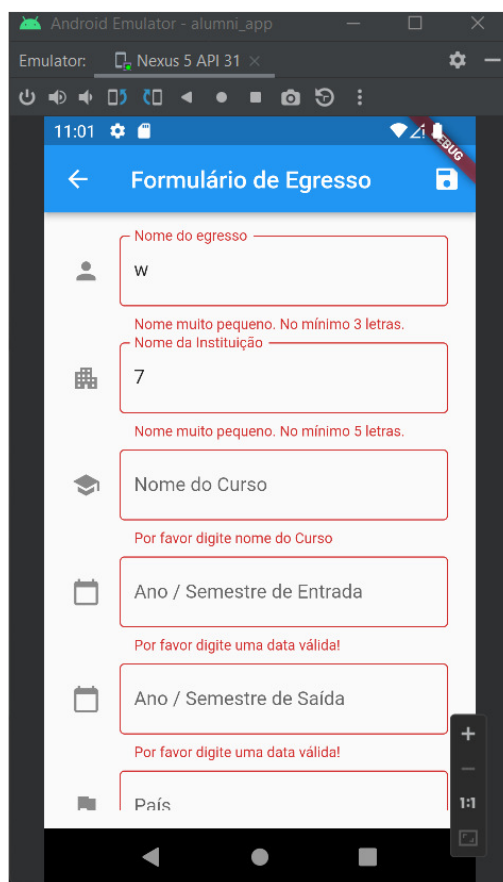 Android Emulator - alumni_app
Emulator: Nexus 5 API 31
11:01
DEBUG
Formulário de Egresso
Nome do egresso
w
Nome muito pequeno. No mínimo 3 letras.
Nome da Instituição
7
Nome muito pequeno. No mínimo 5 letras.
Nome do Curso
Por favor digite nome do Curso
Ano / Semestre de Entrada
Por favor digite uma data válida!
Ano / Semestre de Saída
Por favor digite uma data válida!
País
1:1